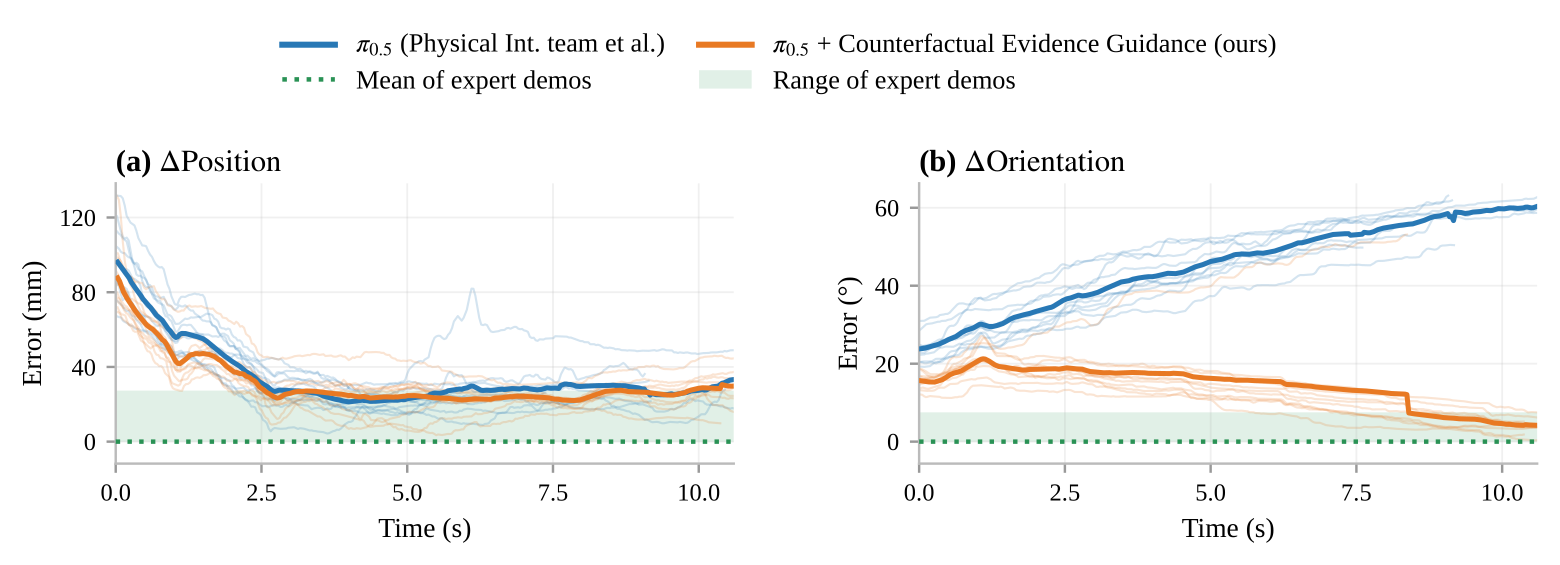 π0.5 (Physical Int. team et al.)
π0.5 + Counterfactual Evidence Guidance (ours)
Mean of expert demos
Range of expert demos
(a) ΔPosition
Error (mm)
120
80
40
0
0.0 2.5 5.0 7.5 10.0
Time (s)
(b) ΔOrientation
Error (°)
60
40
20
0
0.0 2.5 5.0 7.5 10.0
Time (s)